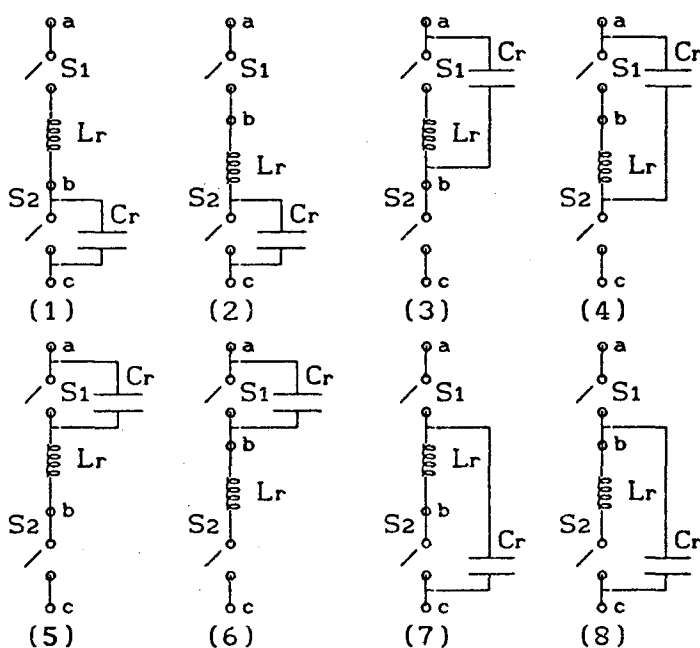 a a a a
S1 S1 S1 Cr S1 Cr
b b
Lr Lr Lr Lr
S2 b Cr S2 Cr S2 b S2
c c c c
(1) (2) (3) (4)
a a a a
S1 Cr S1 Cr S1 S1
b b
Lr Lr Lr Lr
S2 b S2 S2 b Cr S2 Cr
c c c c
(5) (6) (7) (8)